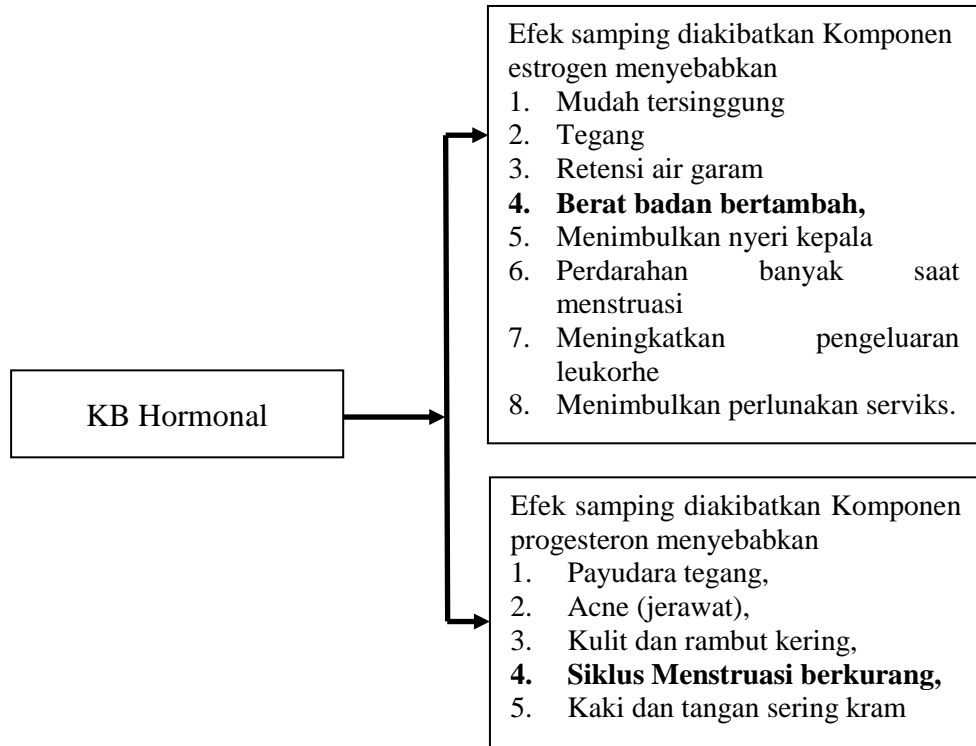 Efek samping diakibatkan Komponen
estrogen menyebabkan
1. Mudah tersinggung
2. Tegang
3. Retensi air garam
4. Berat badan bertambah,
5. Menimbulkan nyeri kepala
6. Perdarahan banyak saat
menstruasi
7. Meningkatkan pengeluaran
leukorhe
8. Menimbulkan perlunakan serviks.
KB Hormonal
Efek samping diakibatkan Komponen
progesteron menyebabkan
1. Payudara tegang,
2. Acne (jerawat),
3. Kulit dan rambut kering,
4. Siklus Menstruasi berkurang,
5. Kaki dan tangan sering kram